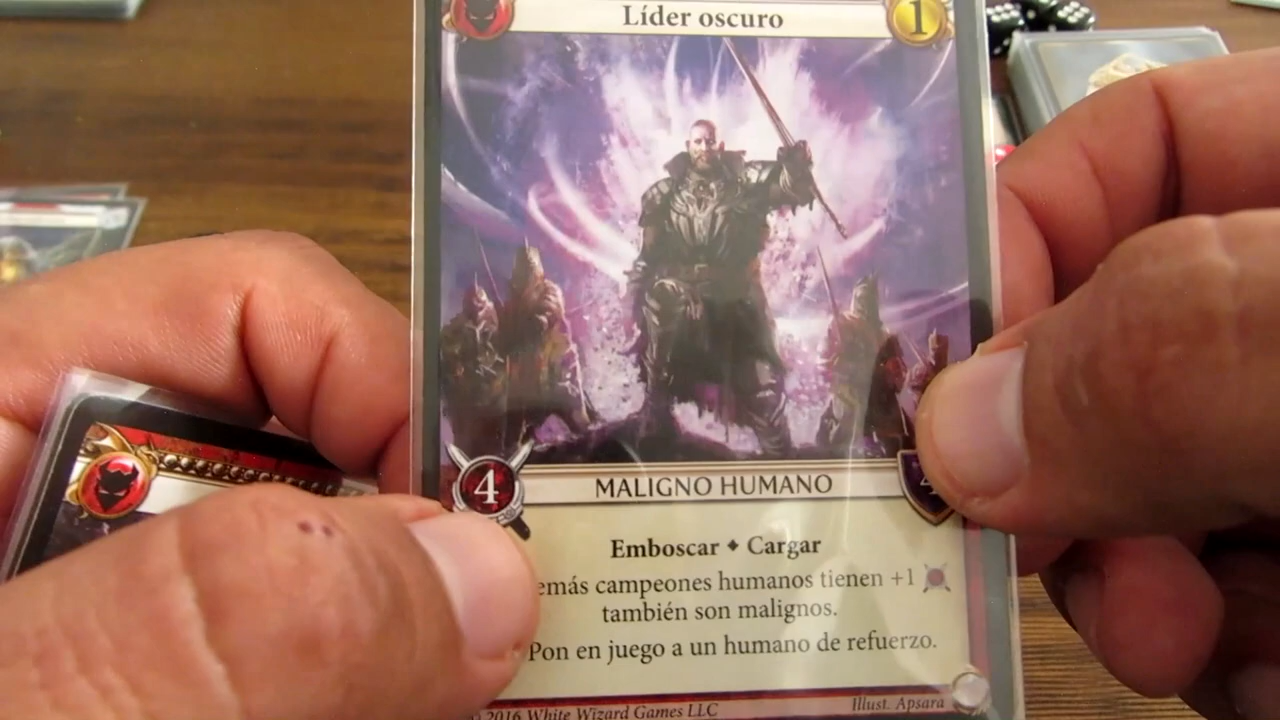 Líder oscuro
1
4
MALIGNO HUMANO
4
Emboscar ◆ Cargar
emás campeones humanos tienen +1
también son malignos.
Pon en juego a un humano de refuerzo.
2016 White Wizard Games LLC
Illust. Apsara